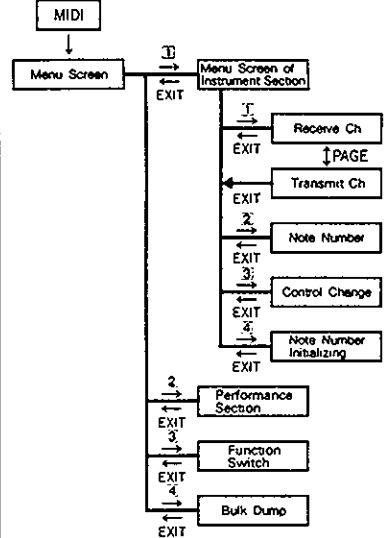 MIDI
Menu Screen
1
EXIT
Menu Screen of
Instrument Section
1
EXIT
Receive Ch
PAGE
EXIT
Transmit Ch
2
EXIT
Note Number
3
EXIT
Control Change
4
EXIT
Note Number
Initializing
2
EXIT
Performance
Section
3
EXIT
Function
Switch
4
EXIT
Bulk Dump